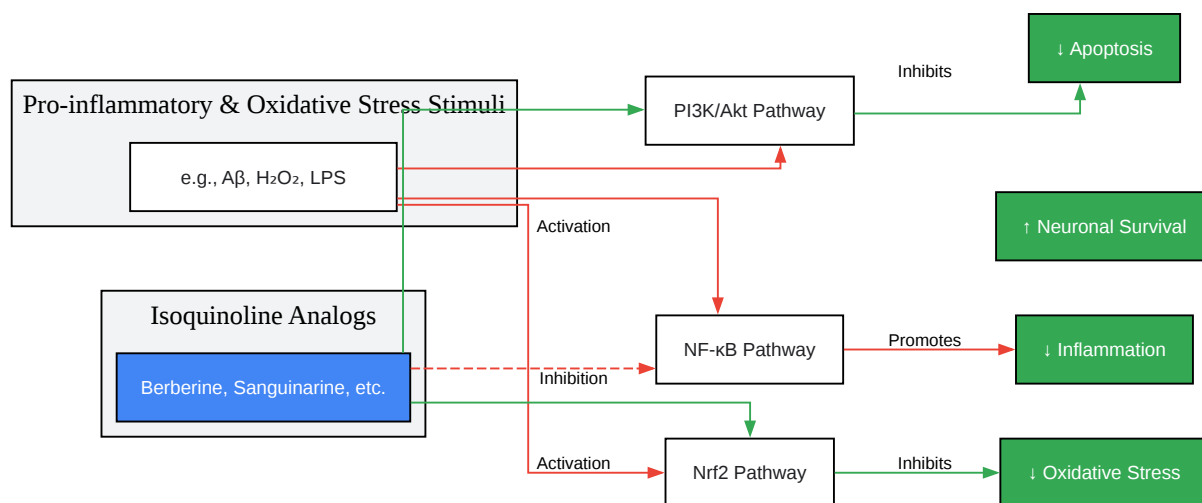 ↓ Apoptosis
Inhibits
Pro-inflammatory & Oxidative Stress Stimuli
PI3K/Akt Pathway
e.g., Aβ, H₂O₂, LPS
Activation
↑ Neuronal Survival
Isoquinoline Analogs
NF-κB Pathway
Promotes
↓ Inflammation
Berberine, Sanguinarine, etc.
Inhibition
Activation
Nrf2 Pathway
Inhibits
↓ Oxidative Stress